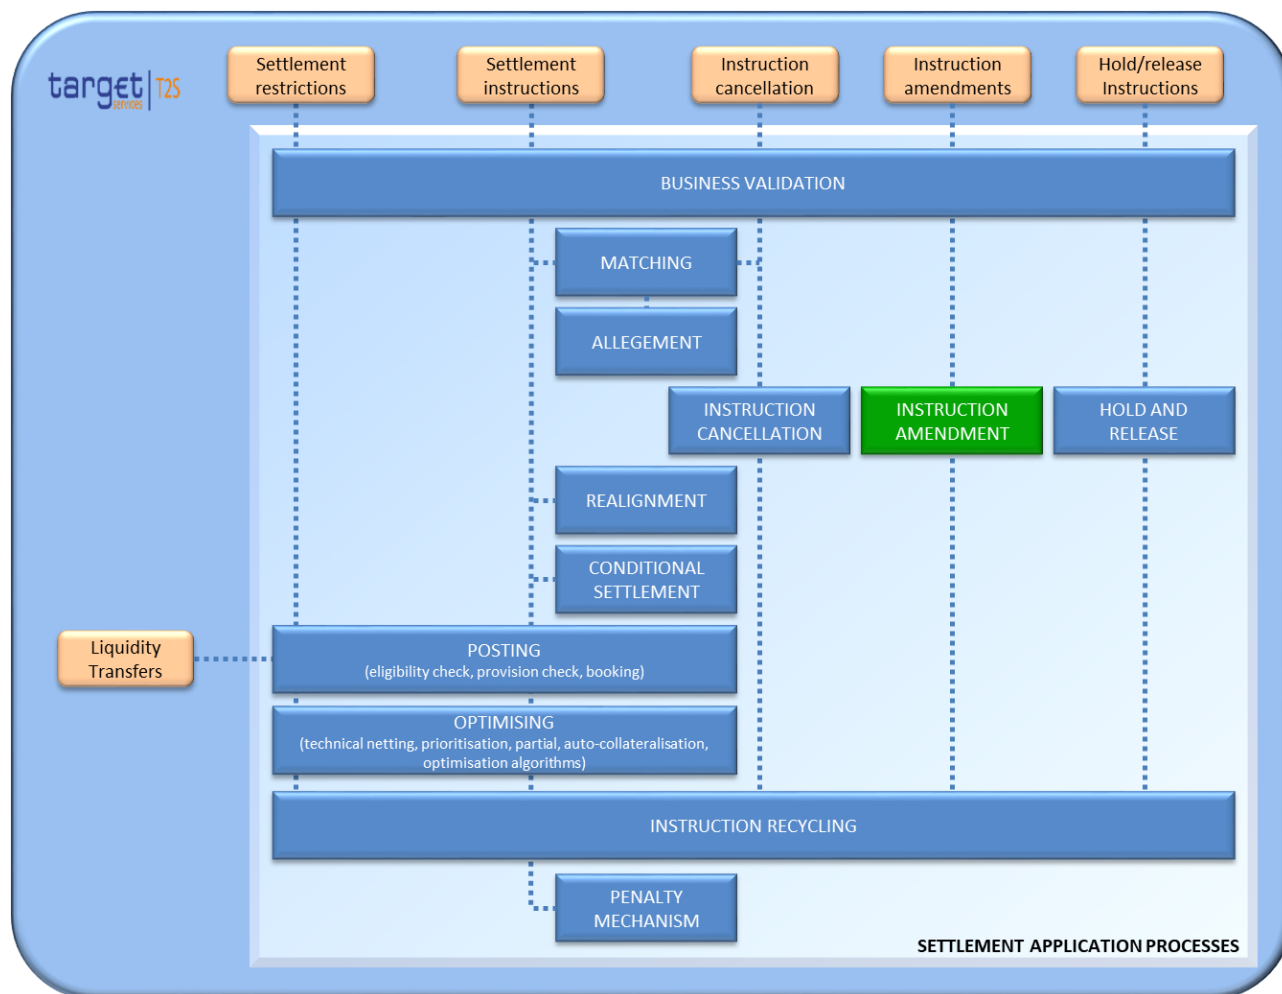 target T2S
services
Settlement
restrictions
Settlement
instructions
Instruction
cancellation
Instruction
amendments
Hold/release
Instructions
BUSINESS VALIDATION
MATCHING
ALLEGEMENT
INSTRUCTION
CANCELLATION
INSTRUCTION
AMENDMENT
HOLD AND
RELEASE
REALIGNMENT
CONDITIONAL
SETTLEMENT
Liquidity
Transfers
POSTING
(eligibility check, provision check, booking)
OPTIMISING
(technical netting, prioritisation, partial, auto-collateralisation,
optimisation algorithms)
INSTRUCTION RECYCLING
PENALTY
MECHANISM
SETTLEMENT APPLICATION PROCESSES